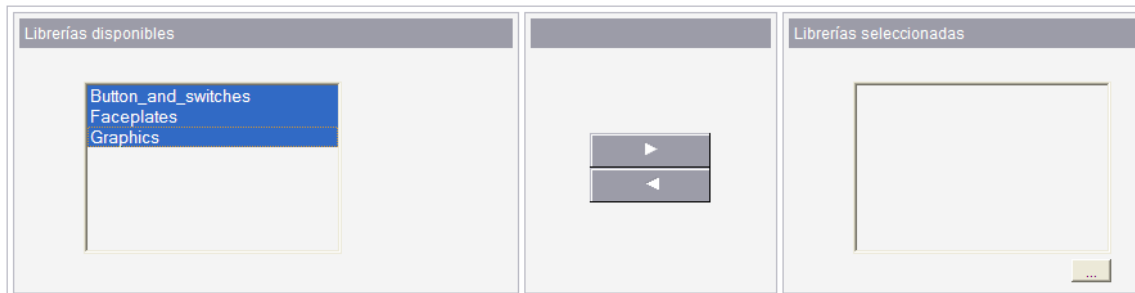 Librerías disponibles
Librerías seleccionadas
Button_and_switches
Faceplates
Graphics
...